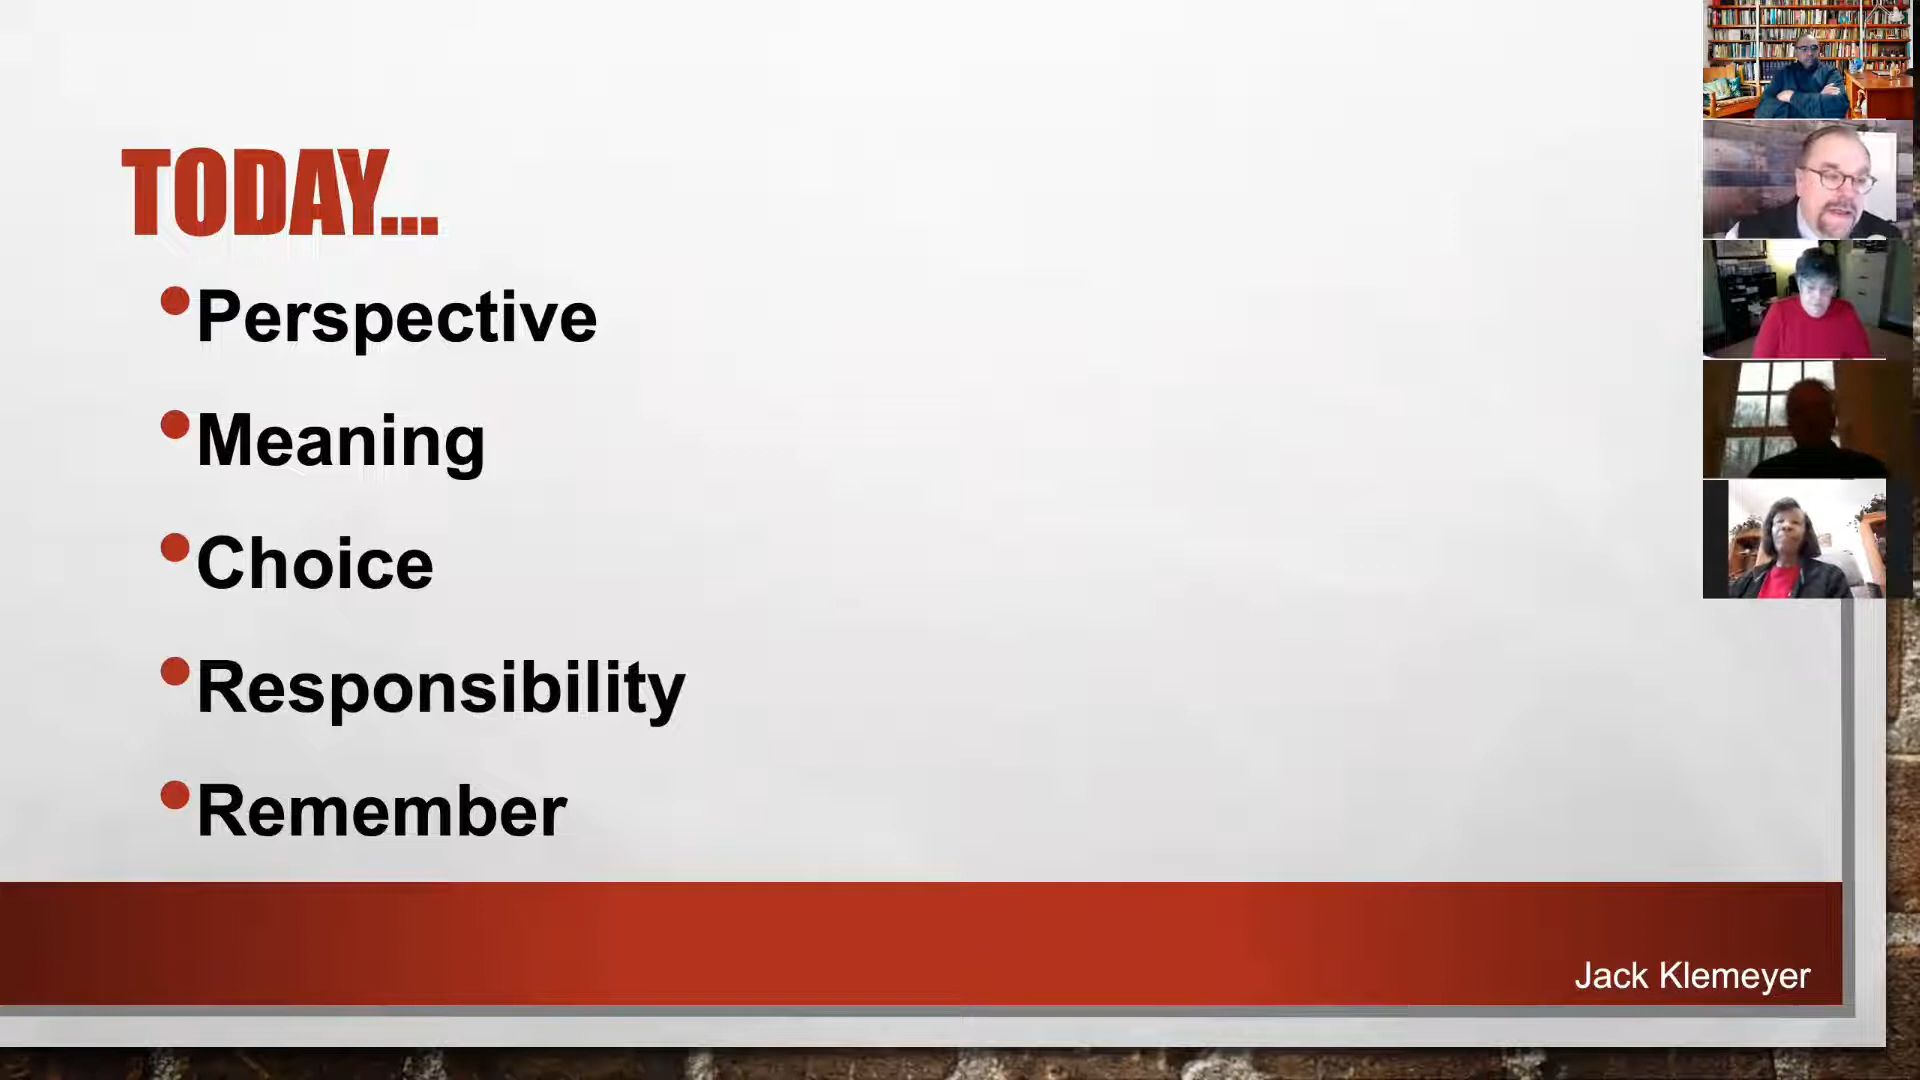 TODAY...
•Perspective
•Meaning
•Choice
•Responsibility
•Remember
Jack Klemeyer